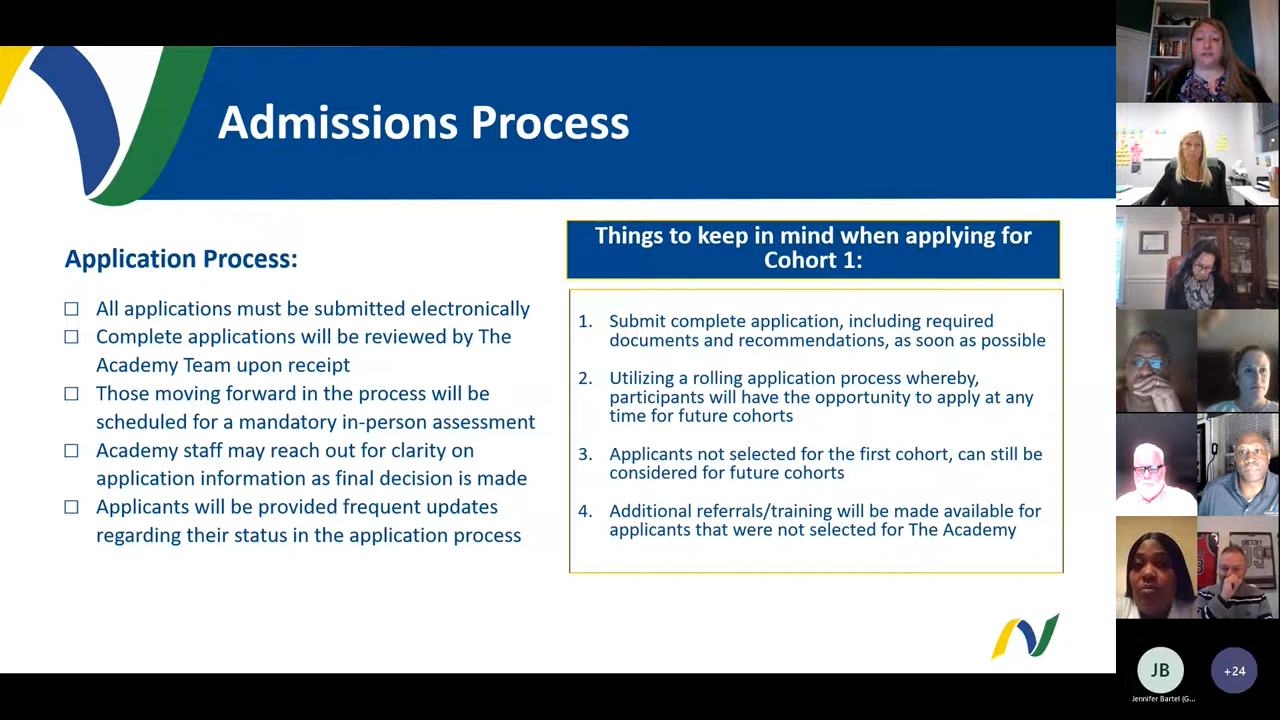 Admissions Process
Application Process:
☐ All applications must be submitted electronically
☐ Complete applications will be reviewed by The
Academy Team upon receipt
☐ Those moving forward in the process will be
scheduled for a mandatory in-person assessment
☐ Academy staff may reach out for clarity on
application information as final decision is made
☐ Applicants will be provided frequent updates
regarding their status in the application process
Things to keep in mind when applying for
Cohort 1:
1. Submit complete application, including required
documents and recommendations, as soon as possible
2. Utilizing a rolling application process whereby,
participants will have the opportunity to apply at any
time for future cohorts
3. Applicants not selected for the first cohort, can still be
considered for future cohorts
4. Additional referrals/training will be made available for
applicants that were not selected for The Academy
GRETZKY
99
JB
+24
Jennifer Bartel (G...